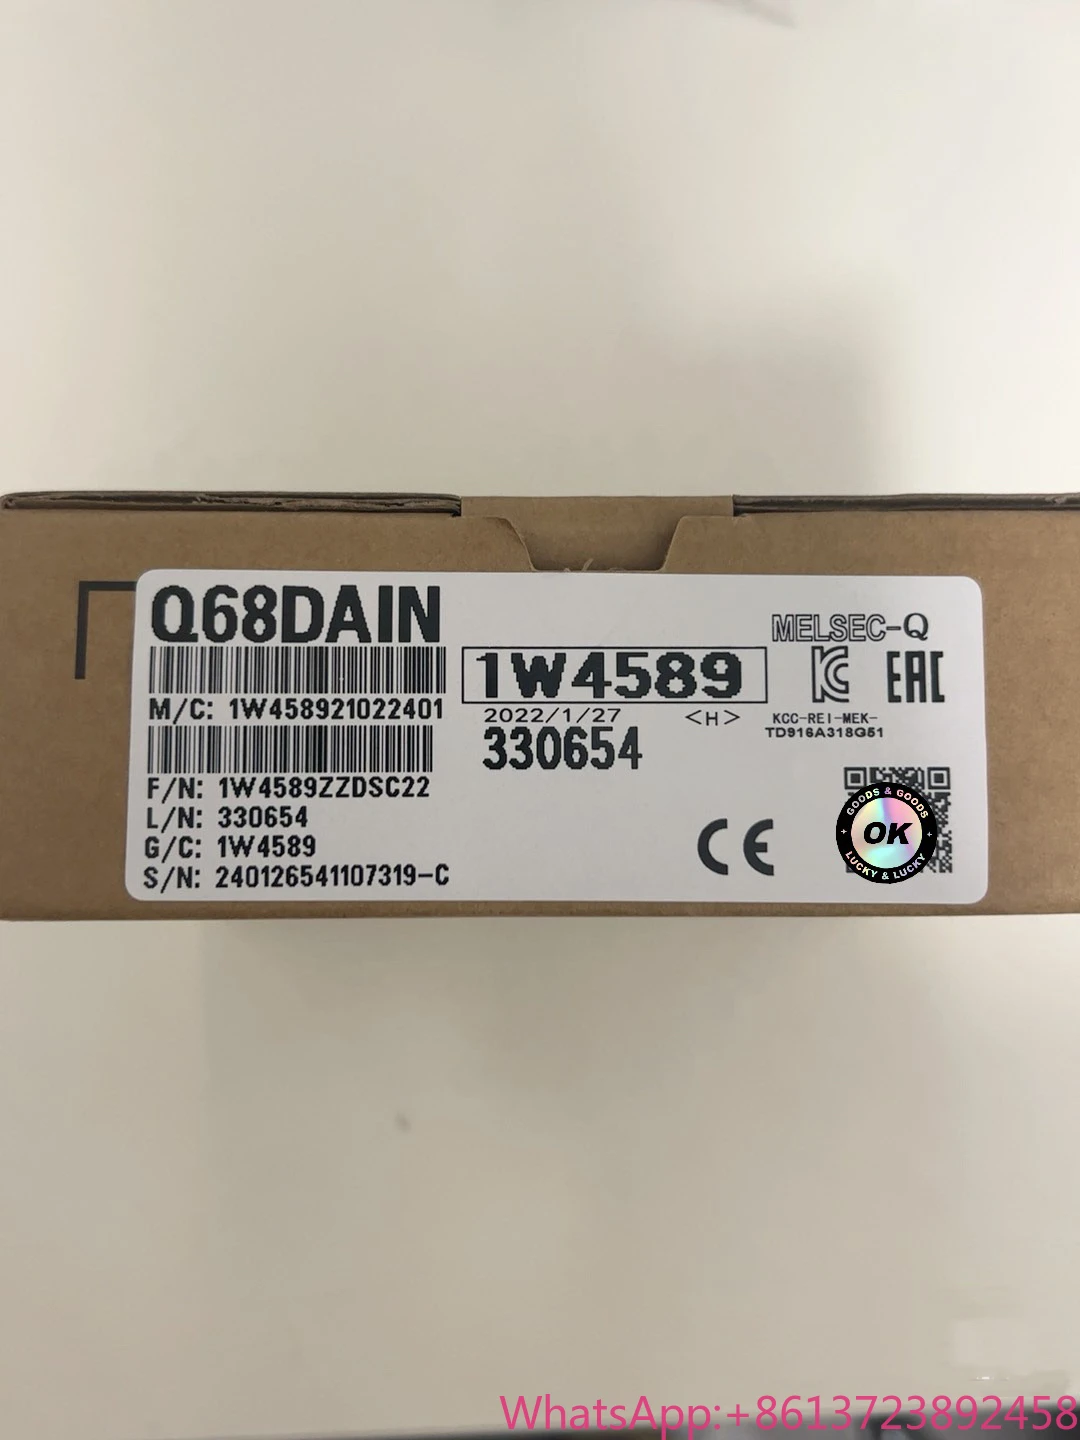 Q68DAIN
MELSEC-Q
1W4589
EAC
M/C: 1W458921022401
2022/1/27 <H>
KCC-REI-MEK-
TD916A318G51
330654
F/N: 1W4589ZZDSC22
L/N: 330654
G/C: 1W4589
S/N: 240126541107319-C
CE
GOODS & GOODS
OK
LUCKY & LUCKY
WhatsApp:+8613723892458